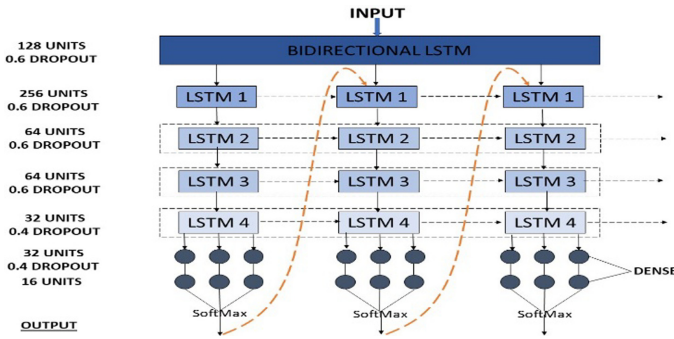 INPUT
128 UNITS
0.6 DROPOUT
BIDIRECTIONAL LSTM
256 UNITS
0.6 DROPOUT
LSTM 1 LSTM 1 LSTM 1
64 UNITS
0.6 DROPOUT
LSTM 2 LSTM 2 LSTM 2
64 UNITS
0.6 DROPOUT
LSTM 3 LSTM 3 LSTM 3
32 UNITS
0.4 DROPOUT
LSTM 4 LSTM 4 LSTM 4
32 UNITS
0.4 DROPOUT
16 UNITS
DENSE
SoftMax SoftMax SoftMax
OUTPUT